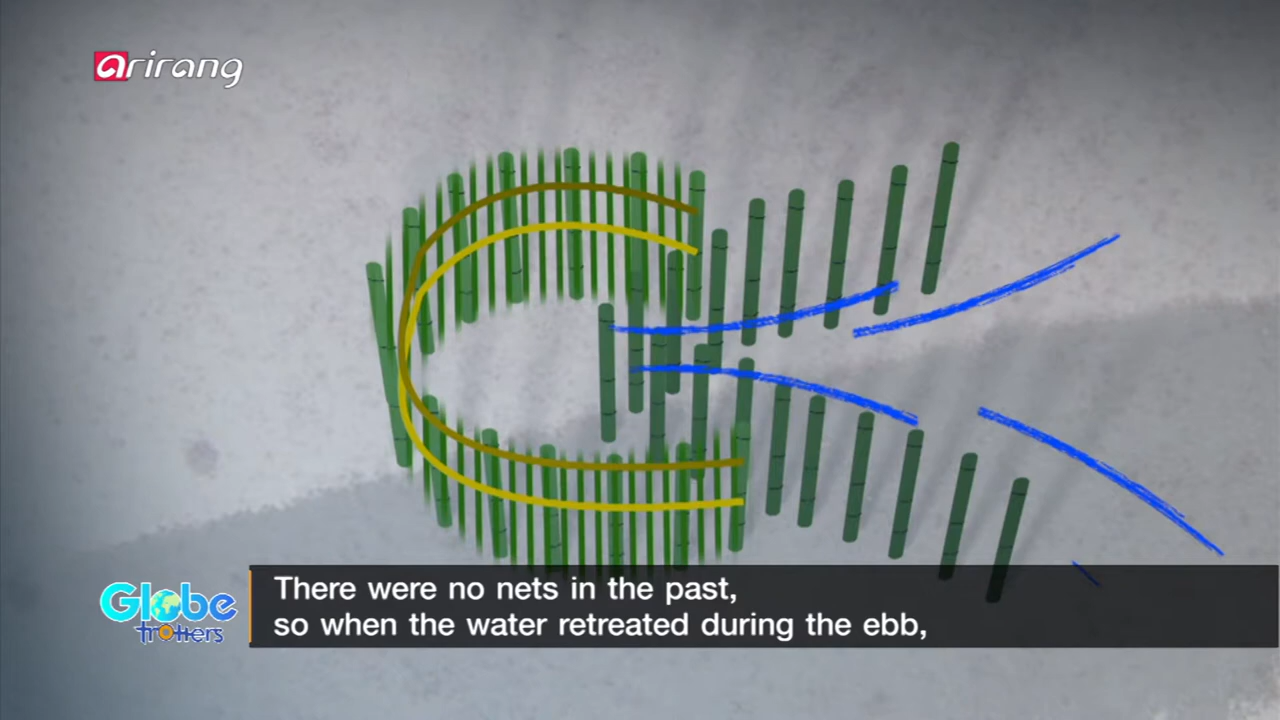 arirang
Globe
trotters
There were no nets in the past,
so when the water retreated during the ebb,